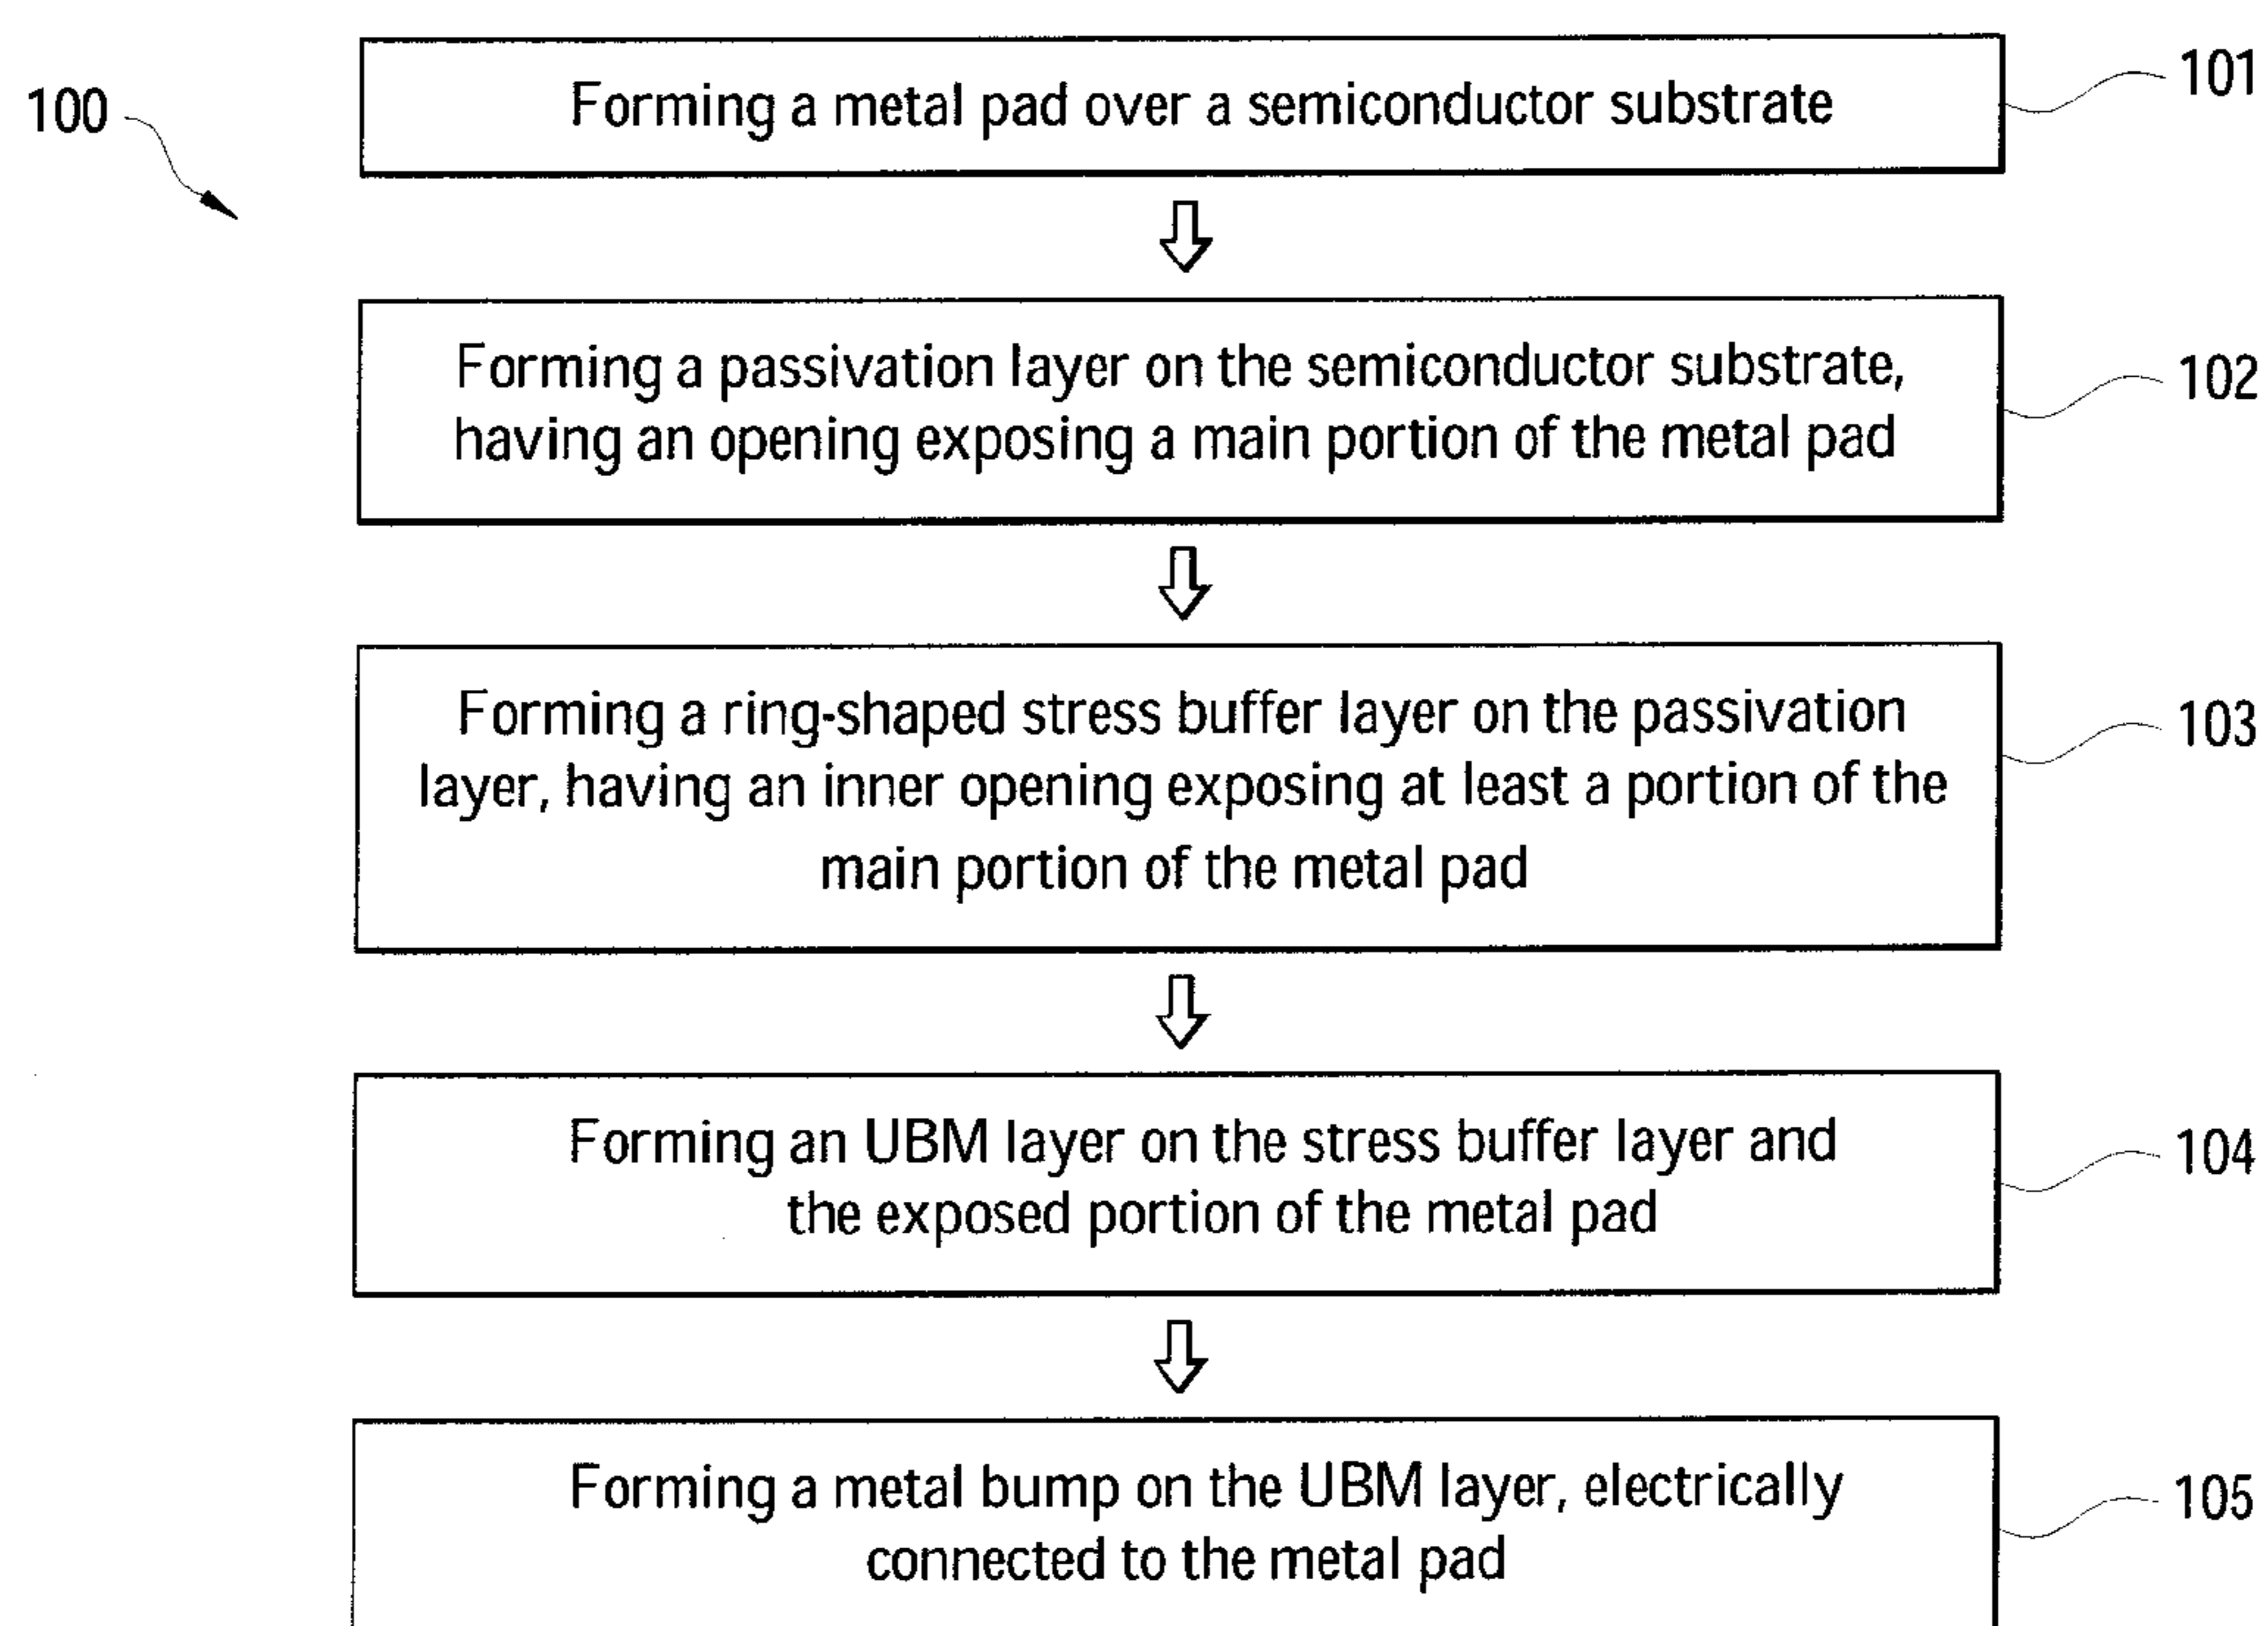 100
Forming a metal pad over a semiconductor substrate
101
Forming a passivation layer on the semiconductor substrate,
having an opening exposing a main portion of the metal pad
102
Forming a ring-shaped stress buffer layer on the passivation
layer, having an inner opening exposing at least a portion of the
main portion of the metal pad
103
Forming an UBM layer on the stress buffer layer and
the exposed portion of the metal pad
104
Forming a metal bump on the UBM layer, electrically
connected to the metal pad
105